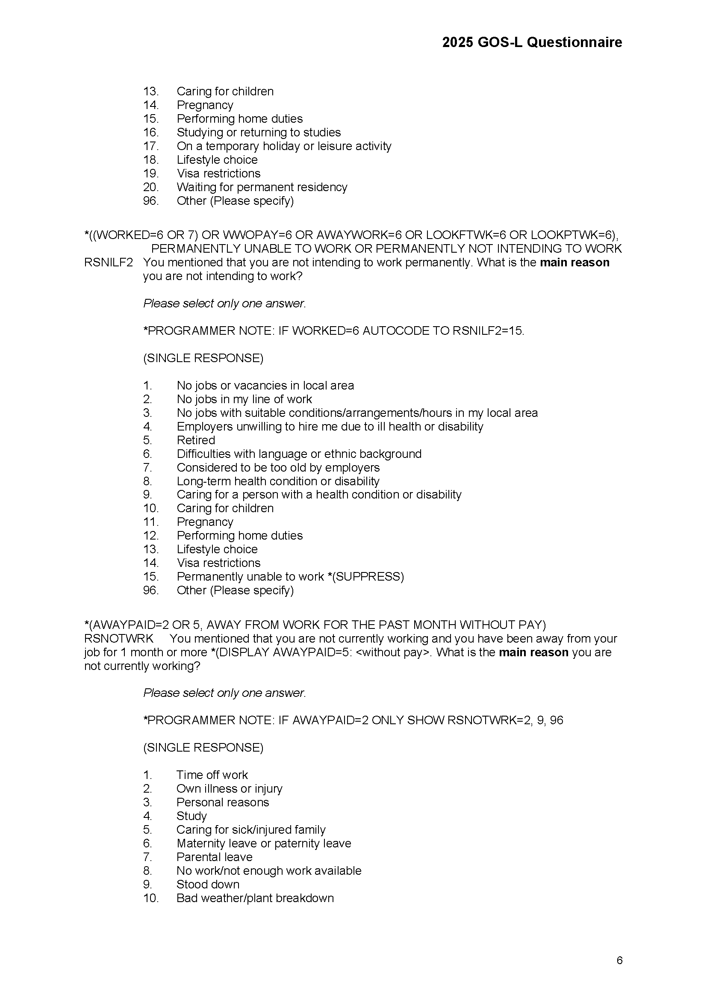 2025 GOS-L Questionnaire
13. Caring for children
14. Pregnancy
15. Performing home duties
16. Studying or returning to studies
17. On a temporary holiday or leisure activity
18. Lifestyle choice
19. Visa restrictions
20. Waiting for permanent residency
96. Other (Please specify)
*((WORKED=6 OR 7) OR WWOPAY=6 OR AWAYWORK=6 OR LOOKFTWK=6 OR LOOKPTWK=6),
PERMANENTLY UNABLE TO WORK OR PERMANENTLY NOT INTENDING TO WORK
RSNILF2 You mentioned that you are not intending to work permanently. What is the main reason
you are not intending to work?
Please select only one answer.
*PROGRAMMER NOTE: IF WORKED=6 AUTOCODE TO RSNILF2=15.
(SINGLE RESPONSE)
1. No jobs or vacancies in local area
2. No jobs in my line of work
3. No jobs with suitable conditions/arrangements/hours in my local area
4. Employers unwilling to hire me due to ill health or disability
5. Retired
6. Difficulties with language or ethnic background
7. Considered to be too old by employers
8. Long-term health condition or disability
9. Caring for a person with a health condition or disability
10. Caring for children
11. Pregnancy
12. Performing home duties
13. Lifestyle choice
14. Visa restrictions
15. Permanently unable to work *(SUPPRESS)
96. Other (Please specify)
*(AWAYPAID=2 OR 5, AWAY FROM WORK FOR THE PAST MONTH WITHOUT PAY)
RSNOTWRK You mentioned that you are not currently working and you have been away from your
job for 1 month or more *(DISPLAY AWAYPAID=5: <without pay>. What is the main reason you are
not currently working?
Please select only one answer.
*PROGRAMMER NOTE: IF AWAYPAID=2 ONLY SHOW RSNOTWRK=2, 9, 96
(SINGLE RESPONSE)
1. Time off work
2. Own illness or injury
3. Personal reasons
4. Study
5. Caring for sick/injured family
6. Maternity leave or paternity leave
7. Parental leave
8. No work/not enough work available
9. Stood down
10. Bad weather/plant breakdown
6